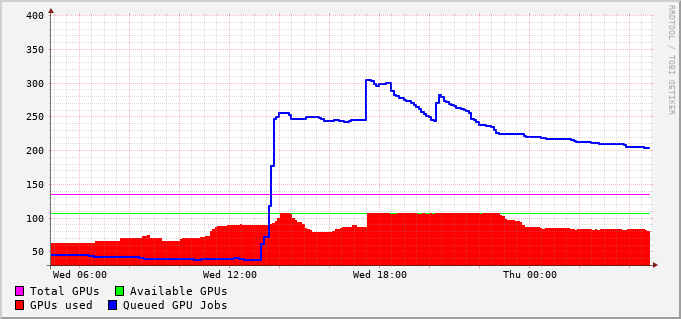 400
350
300
250
200
150
100
50
Wed 06:00 Wed 12:00 Wed 18:00 Thu 00:00
Total GPUs Available GPUs
GPUs used Queued GPU Jobs
RRDTOOL / TOBI OETIKER